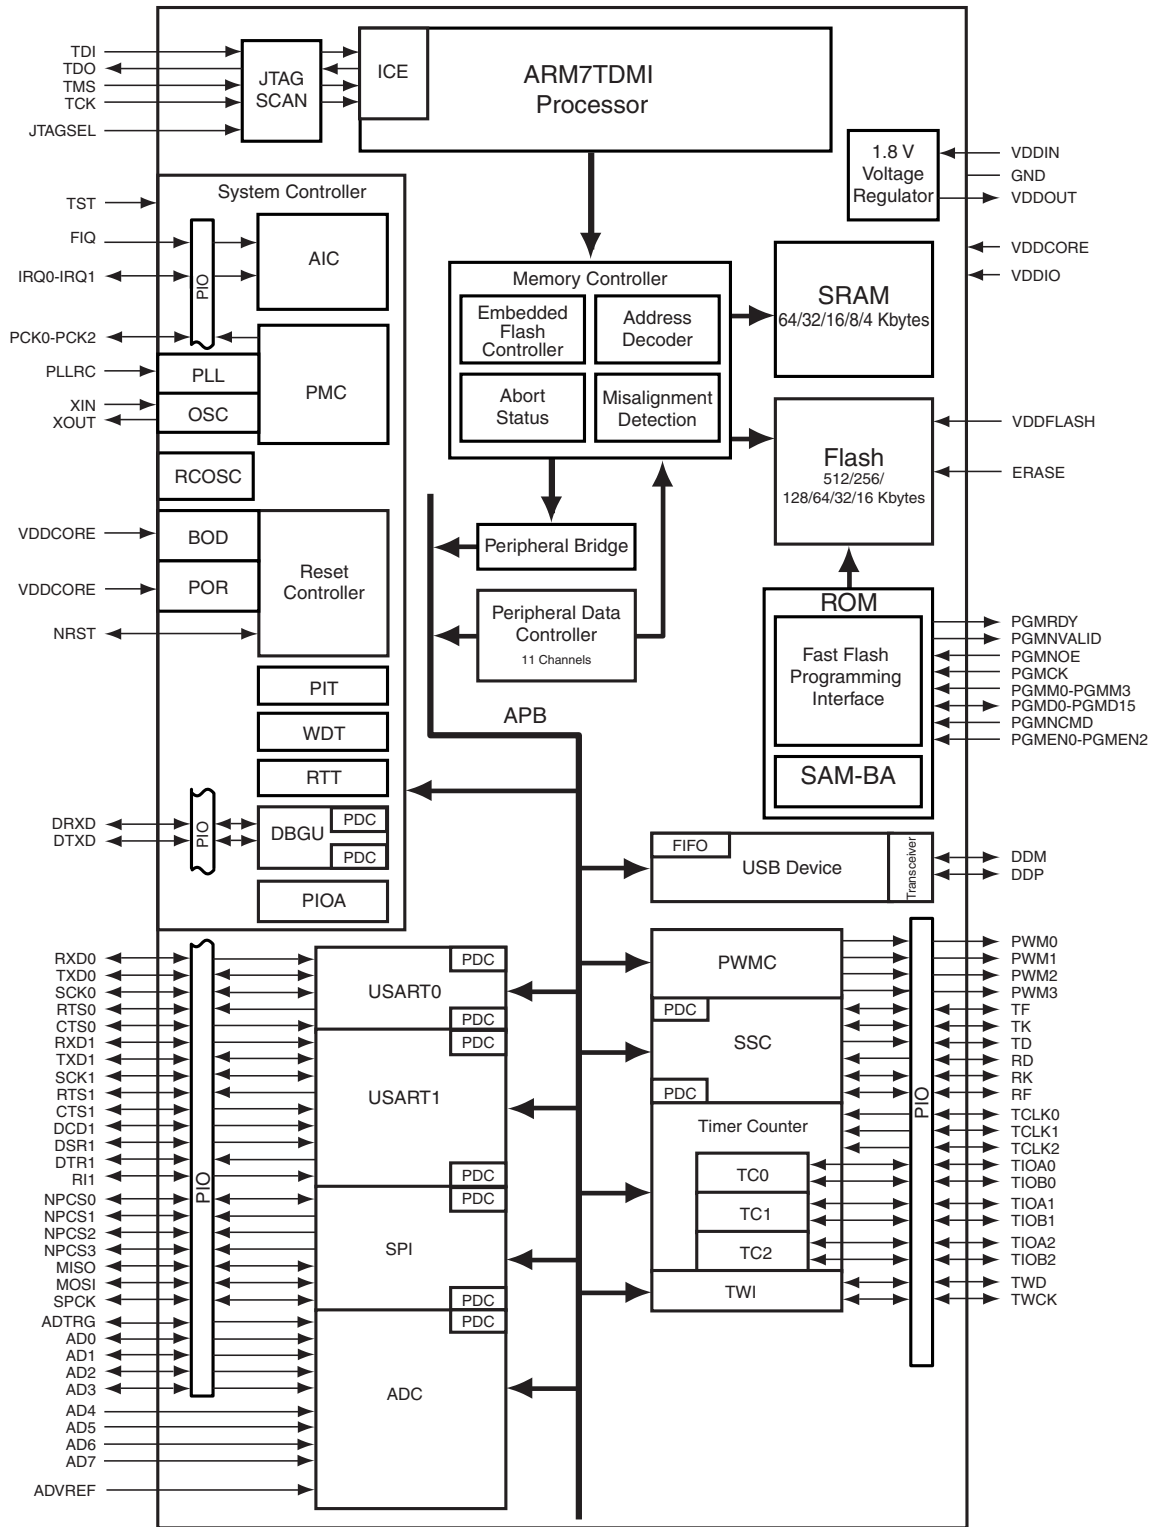 TDI
TDO
TMS
TCK
JTAGSEL
JTAG
SCAN
ICE
ARM7TDMI
Processor
1.8 V
Voltage
Regulator
VDDIN
GND
VDDOUT
VDDCORE
VDDIO
System Controller
TST
FIQ
IRQ0-IRQ1
PIO
AIC
PCK0-PCK2
PLLRC
XIN
XOUT
PLL
OSC
PMC
RCOSC
VDDCORE
VDDCORE
NRST
BOD
POR
Reset
Controller
PIT
WDT
RTT
DRXD
DTXD
PIO
DBGU
PDC
PDC
PIOA
Memory Controller
Embedded
Flash
Controller
Address
Decoder
Abort
Status
Misalignment
Detection
SRAM
64/32/16/8/4 Kbytes
Flash
512/256/
128/64/32/16 Kbytes
VDDFLASH
ERASE
Peripheral Bridge
Peripheral Data
Controller
11 Channels
APB
ROM
Fast Flash
Programming
Interface
SAM-BA
PGMRDY
PGMNVALID
PGMNOE
PGMCK
PGMM0-PGMM3
PGMD0-PGMD15
PGMNCMD
PGMEN0-PGMEN2
FIFO
USB Device
Transceiver
DDM
DDP
RXD0
TXD0
SCK0
RTS0
CTS0
RXD1
TXD1
SCK1
RTS1
CTS1
DCD1
DSR1
DTR1
RI1
NPCS0
NPCS1
NPCS2
NPCS3
MISO
MOSI
SPCK
ADTRG
AD0
AD1
AD2
AD3
AD4
AD5
AD6
AD7
ADVREF
PIO
PDC
USART0
PDC
PDC
USART1
PDC
PDC
SPI
PDC
PDC
ADC
PWMC
PDC
SSC
PDC
Timer Counter
TC0
TC1
TC2
TWI
PIO
PWM0
PWM1
PWM2
PWM3
TF
TK
TD
RD
RK
RF
TCLK0
TCLK1
TCLK2
TIOA0
TIOB0
TIOA1
TIOB1
TIOA2
TIOB2
TWD
TWCK